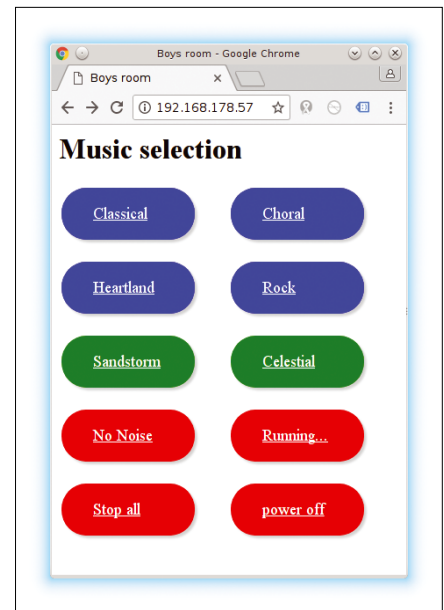 Boys room - Google Chrome
Boys room
192.168.178.57
Music selection
Classical Choral
Heartland Rock
Sandstorm Celestial
No Noise Running...
Stop all power off